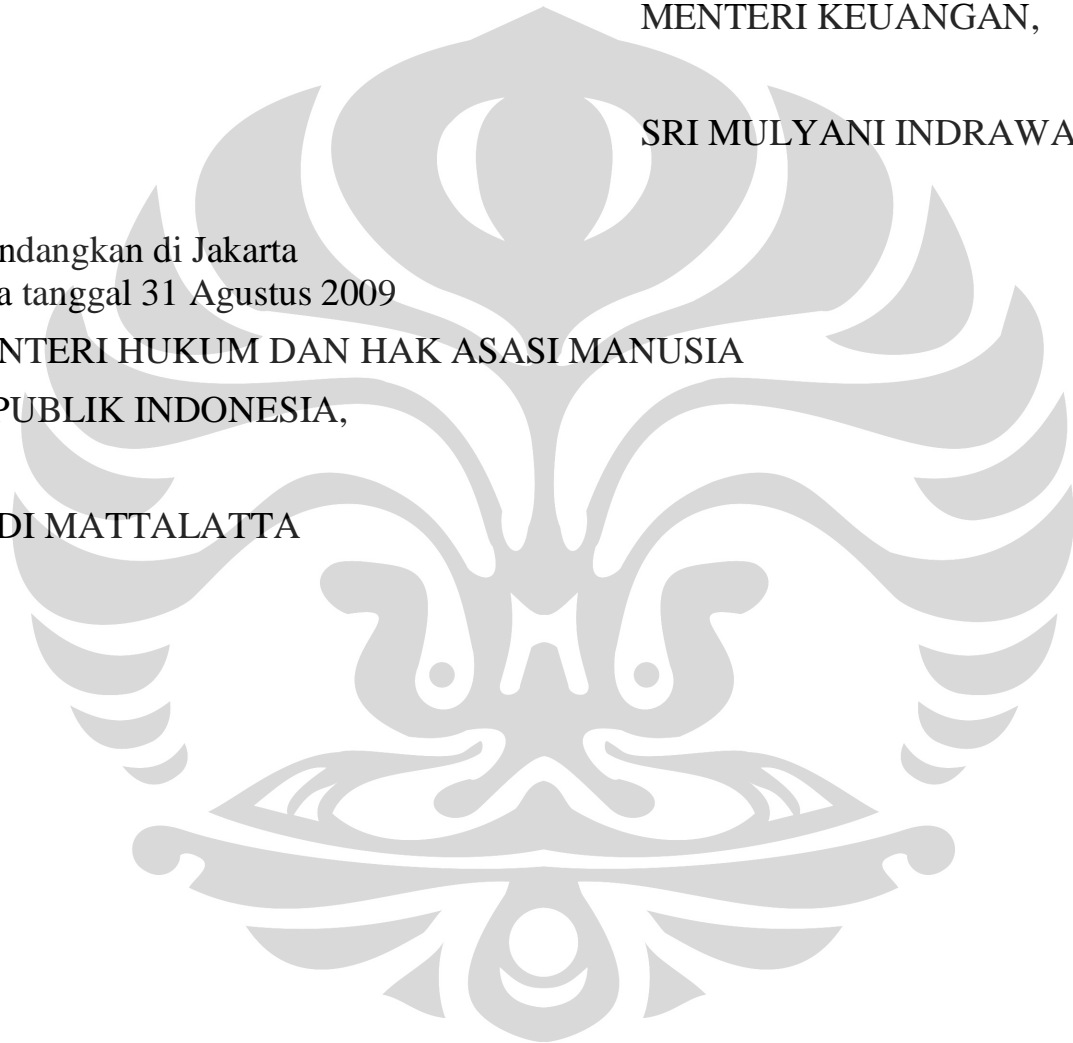 MENTERI KEUANGAN,
SRI MULYANI INDRAWA
ndangkan di Jakarta
a tanggal 31 Agustus 2009
NTERI HUKUM DAN HAK ASASI MANUSIA
PUBLIK INDONESIA,
DI MATTALATTA